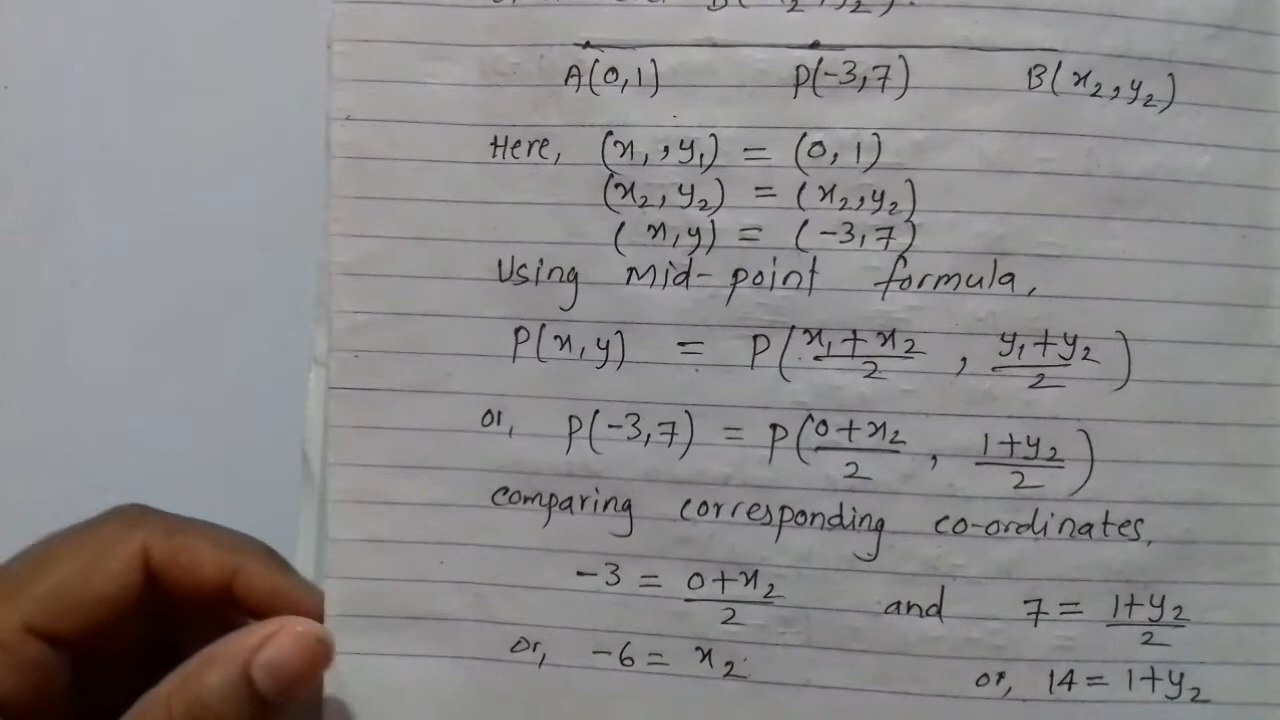 B(x₂, y₂).
A(0,1) P(-3,7) B(x₂, y₂)
Here, (x₁, y₁) = (0, 1)
(x₂, y₂) = (x₂, y₂)
(x, y) = (-3, 7)
Using mid-point formula,
P(x, y) = P((x₁ + x₂)/2, (y₁ + y₂)/2)
or, P(-3,7) = P((0 + x₂)/2, (1 + y₂)/2)
comparing corresponding co-ordinates,
-3 = (0 + x₂)/2 and 7 = (1 + y₂)/2
or, -6 = x₂. or, 14 = 1 + y₂